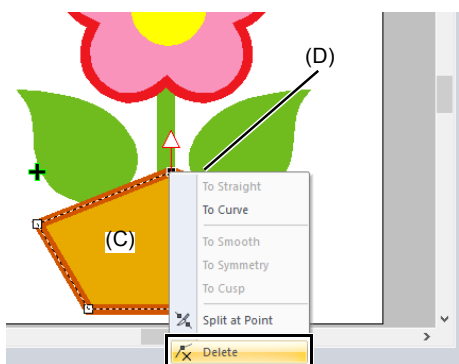 (D)
To Straight
To Curve
(C)
To Smooth
To Symmetry
To Cusp
Split at Point
Delete